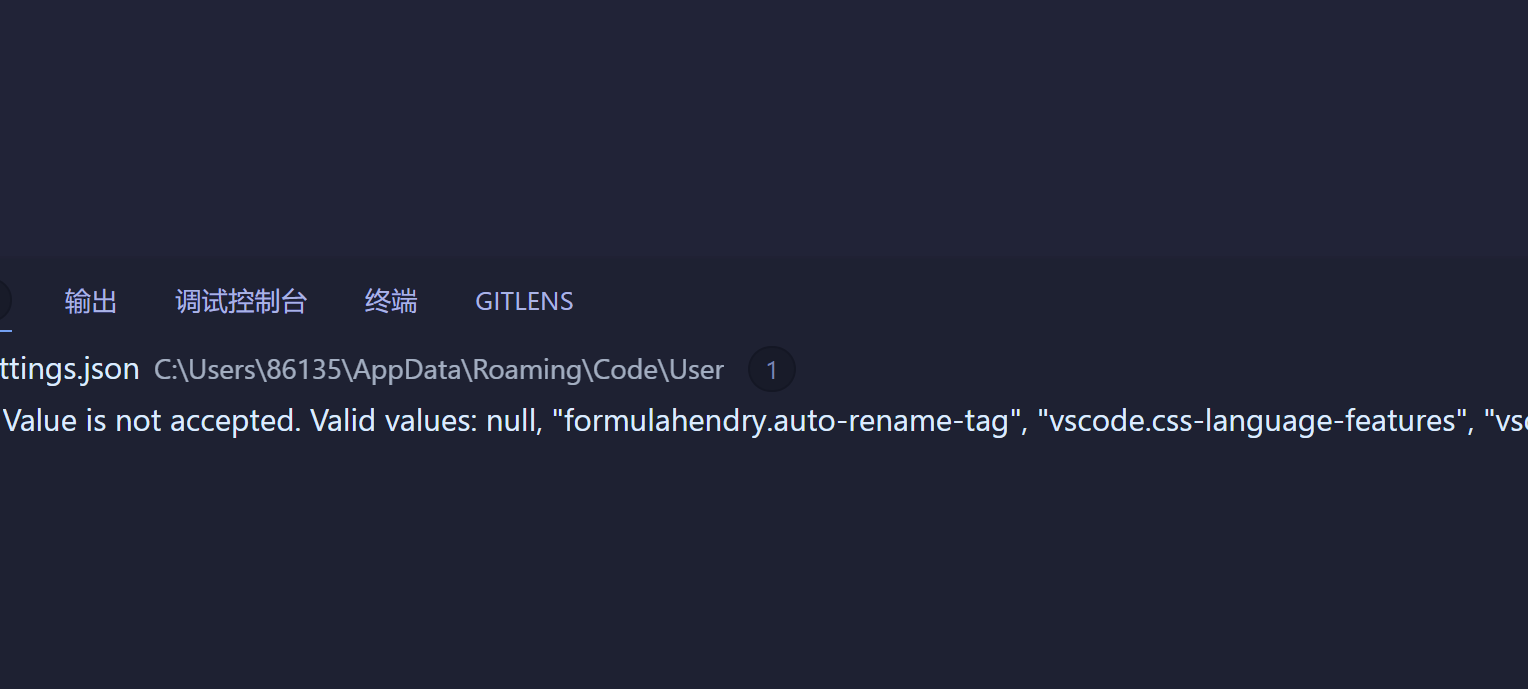 输出 调试控制台 终端 GITLENS
ttings.json C:\Users\86135\AppData\Roaming\Code\User 1
Value is not accepted. Valid values: null, "formulahendry.auto-rename-tag", "vscode.css-language-features", "vsc